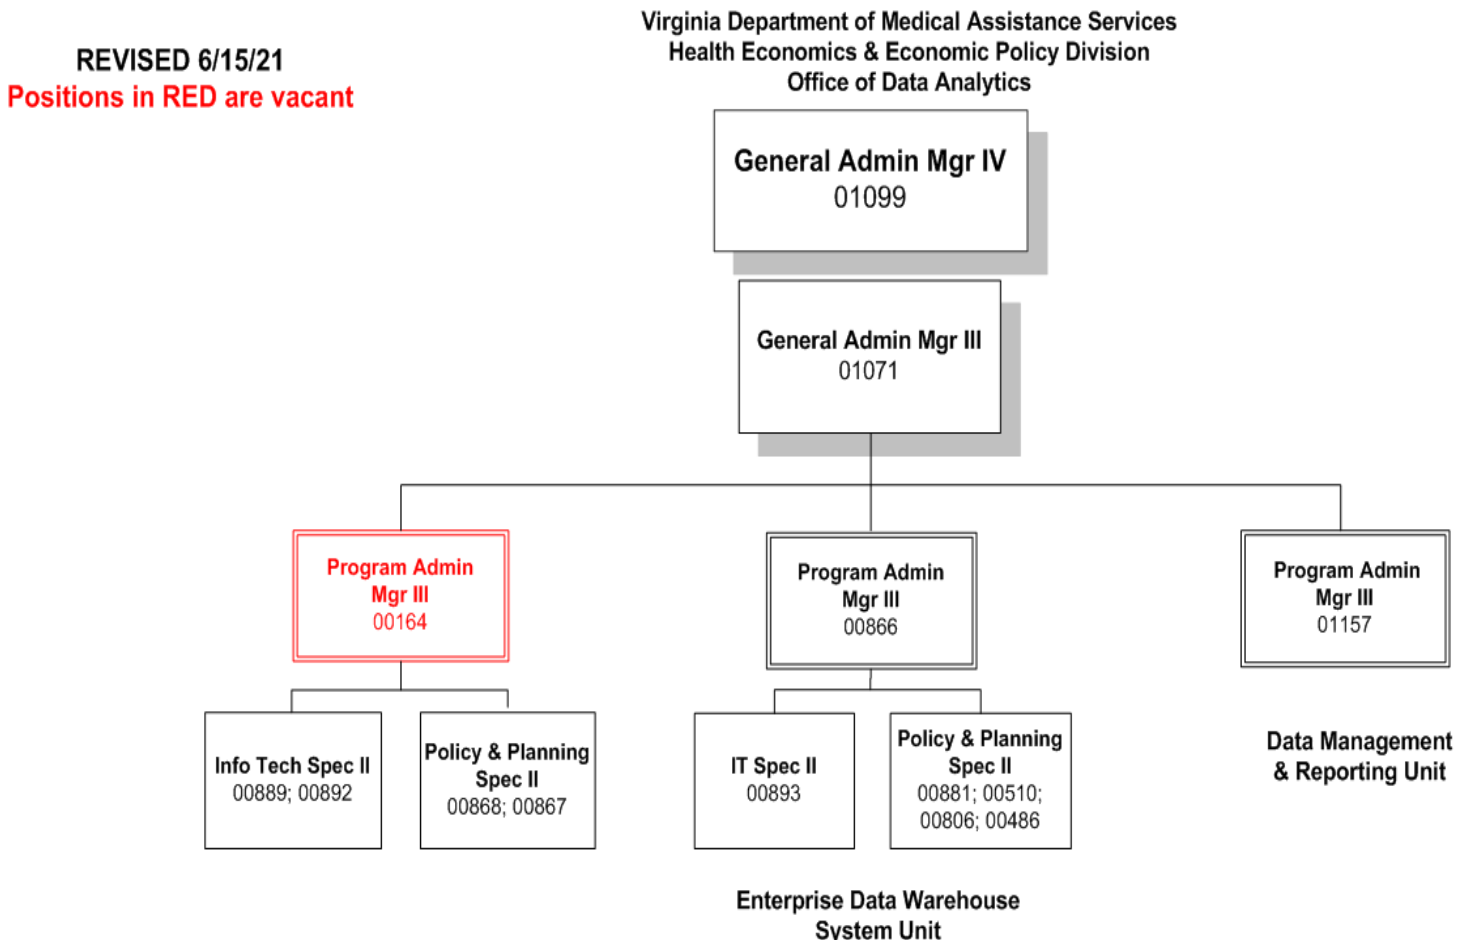 Virginia Department of Medical Assistance Services
Health Economics & Economic Policy Division
Office of Data Analytics
REVISED 6/15/21
Positions in RED are vacant
General Admin Mgr IV
01099
General Admin Mgr III
01071
Program Admin
Mgr III
00164
Program Admin
Mgr III
00866
Program Admin
Mgr III
01157
Info Tech Spec II
00889; 00892
Policy & Planning
Spec II
00868; 00867
IT Spec II
00893
Policy & Planning
Spec II
00881; 00510;
00806; 00486
Data Management
& Reporting Unit
Enterprise Data Warehouse
System Unit